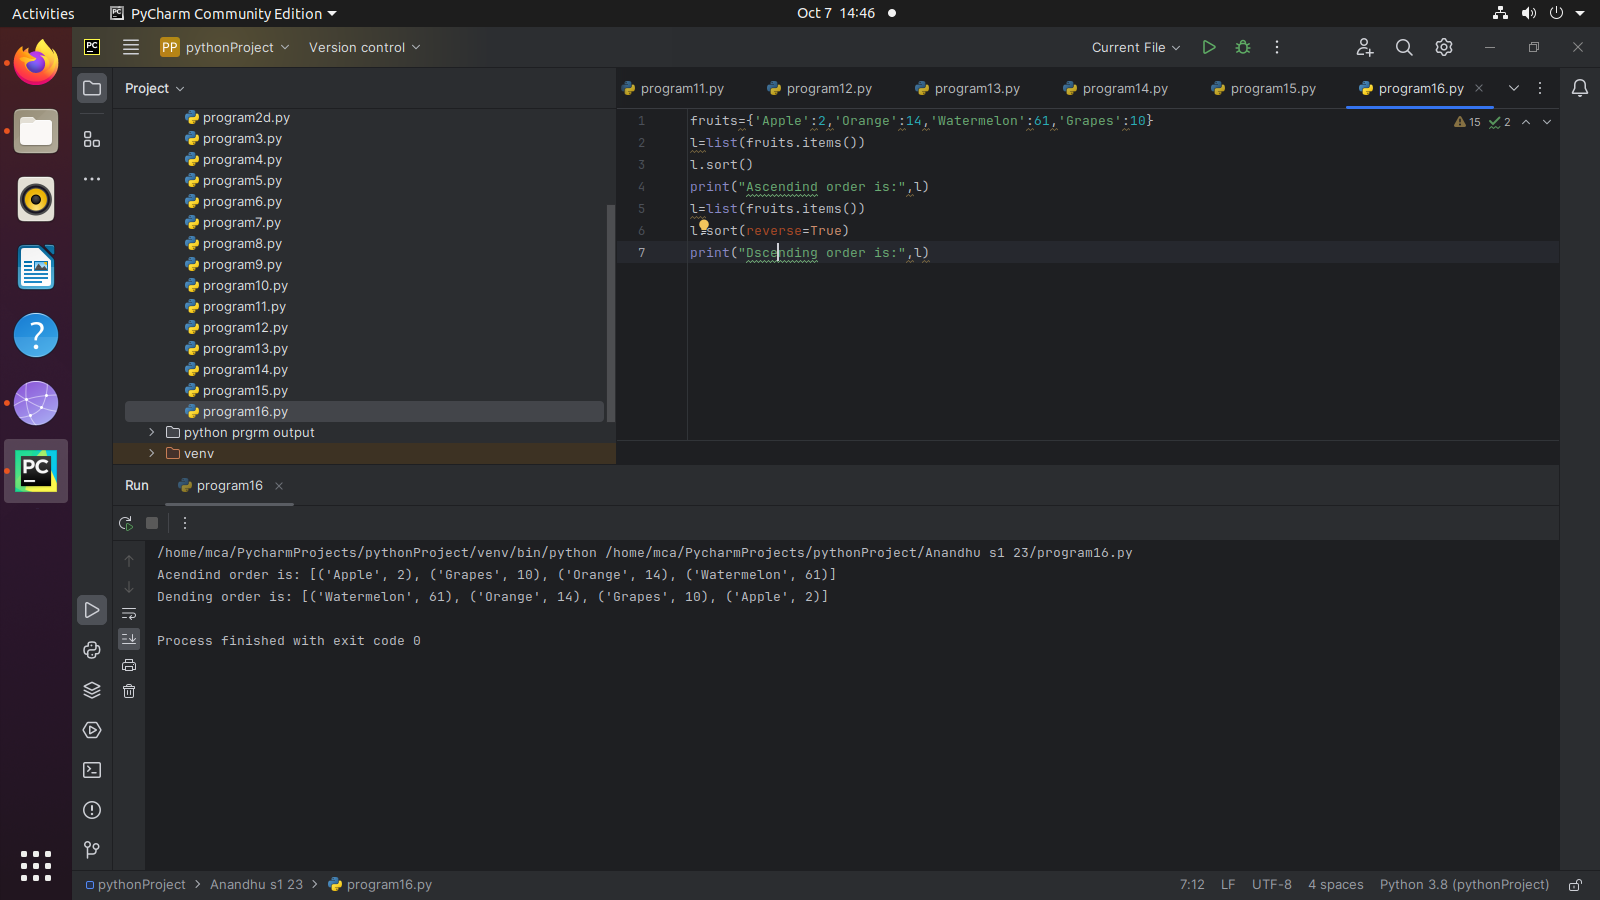 Activities PyCharm Community Edition Oct 7 14:46
PC PP pythonProject Version control Current File
Project program11.py program12.py program13.py program14.py program15.py program16.py
program2d.py
program3.py
program4.py
program5.py
program6.py
program7.py
program8.py
program9.py
program10.py
program11.py
program12.py
program13.py
program14.py
program15.py
program16.py
python prgrm output
venv
1 fruits={'Apple':2,'Orange':14,'Watermelon':61,'Grapes':10} 15 2
2 l=list(fruits.items())
3 l.sort()
4 print("Ascendind order is:",l)
5 l=list(fruits.items())
6 l.sort(reverse=True)
7 print("Dscending order is:",l)
PC
Run program16
/home/mca/PycharmProjects/pythonProject/venv/bin/python /home/mca/PycharmProjects/pythonProject/Anandhu s1 23/program16.py
Acendind order is: [('Apple', 2), ('Grapes', 10), ('Orange', 14), ('Watermelon', 61)]
Dending order is: [('Watermelon', 61), ('Orange', 14), ('Grapes', 10), ('Apple', 2)]
Process finished with exit code 0
pythonProject > Anandhu s1 23 > program16.py 7:12 LF UTF-8 4 spaces Python 3.8 (pythonProject)